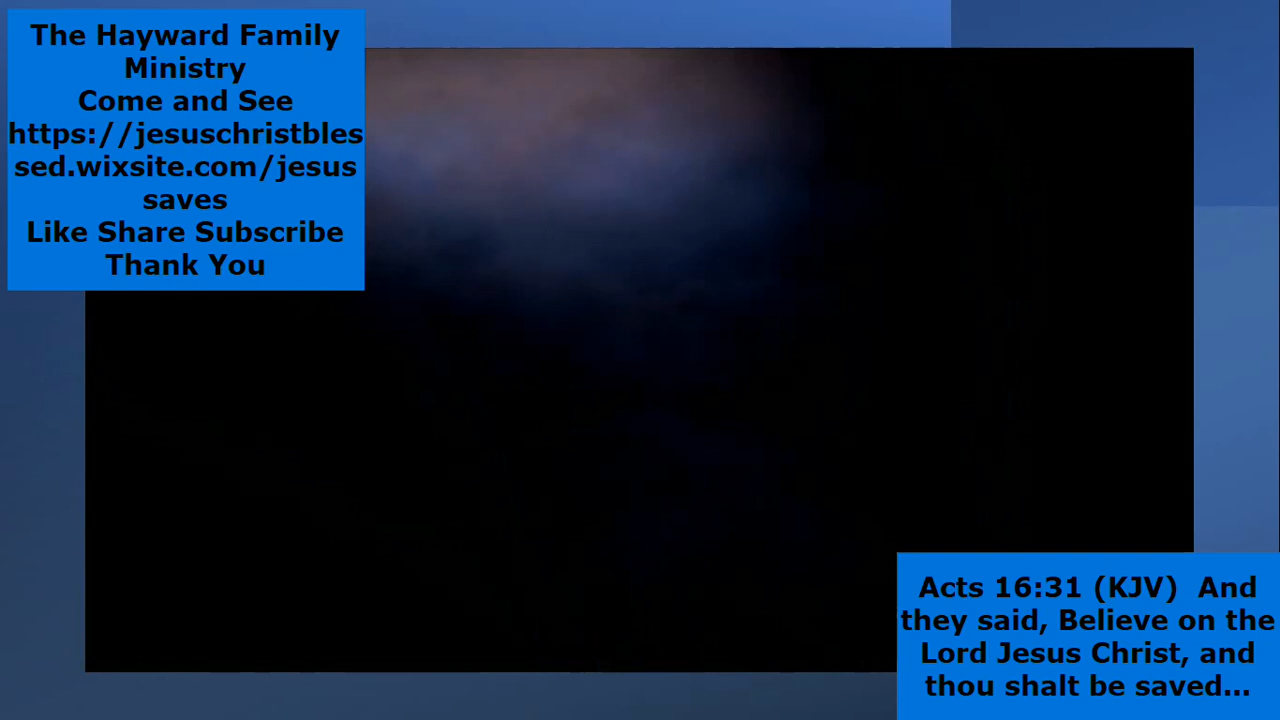 The Hayward Family
Ministry
Come and See
https://jesuschristbles
sed.wixsite.com/jesus
saves
Like Share Subscribe
Thank You
Acts 16:31 (KJV)  And
they said, Believe on the
Lord Jesus Christ, and
thou shalt be saved...